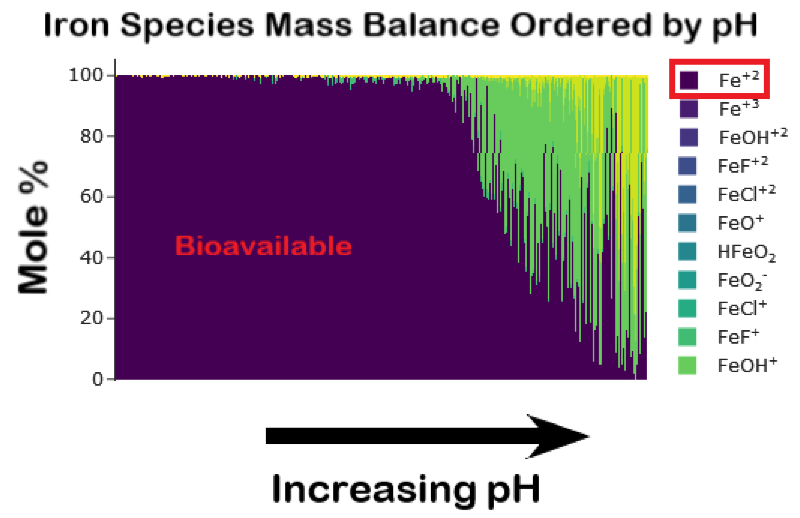 Iron Species Mass Balance Ordered by pH
Mole %
100
80
60
40
20
0
Bioavailable
Fe⁺²
Fe⁺³
FeOH⁺²
FeF⁺²
FeCl⁺²
FeO⁺
HFeO₂
FeO₂⁻
FeCl⁺
FeF⁺
FeOH⁺
Increasing pH